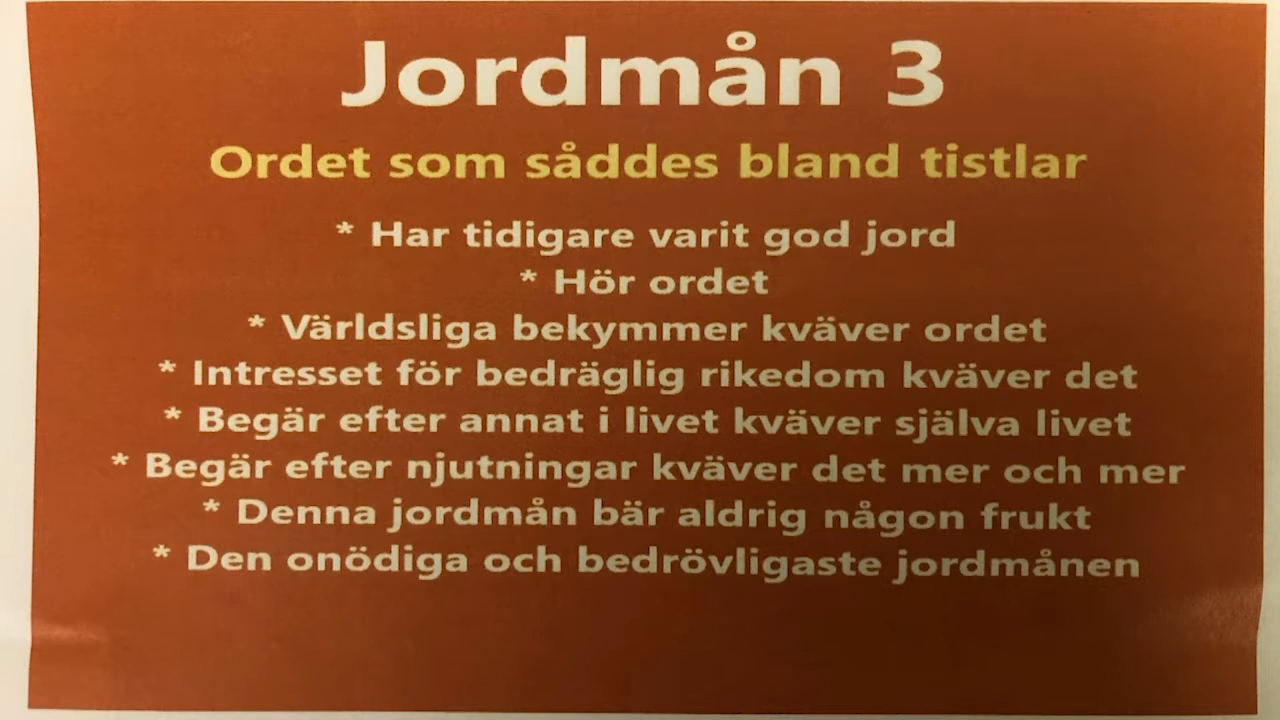 Jordmån 3
Ordet som såddes bland tistlar
* Har tidigare varit god jord
* Hör ordet
* Världsliga bekymmer kväver ordet
* Intresset för bedräglig rikedom kväver det
* Begär efter annat i livet kväver själva livet
* Begär efter njutningar kväver det mer och mer
* Denna jordmån bär aldrig någon frukt
* Den onödiga och bedrövligaste jordmånen